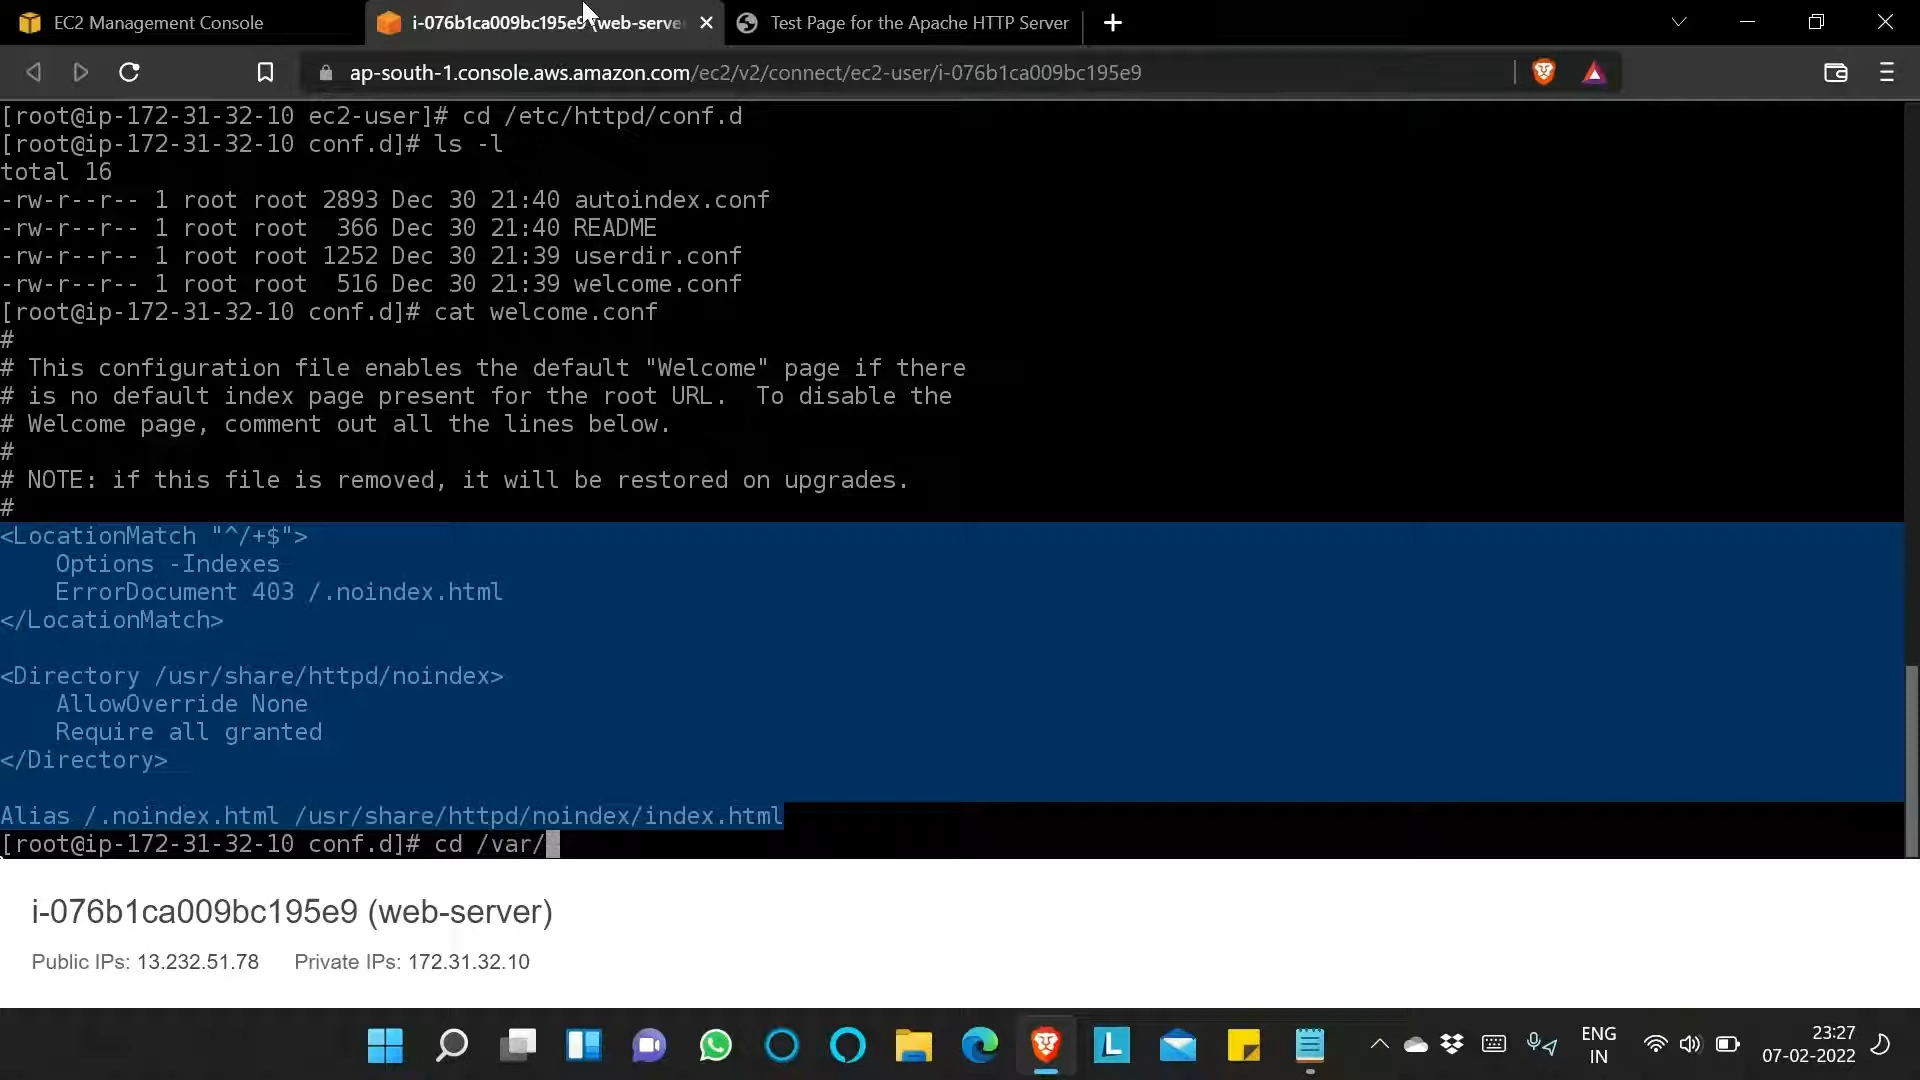 EC2 Management Console
i-076b1ca009bc195e9 (web-serve
Test Page for the Apache HTTP Server
ap-south-1.console.aws.amazon.com/ec2/v2/connect/ec2-user/i-076b1ca009bc195e9
[root@ip-172-31-32-10 ec2-user]# cd /etc/httpd/conf.d
[root@ip-172-31-32-10 conf.d]# ls -l
total 16
-rw-r--r-- 1 root root 2893 Dec 30 21:40 autoindex.conf
-rw-r--r-- 1 root root  366 Dec 30 21:40 README
-rw-r--r-- 1 root root 1252 Dec 30 21:39 userdir.conf
-rw-r--r-- 1 root root  516 Dec 30 21:39 welcome.conf
[root@ip-172-31-32-10 conf.d]# cat welcome.conf
#
# This configuration file enables the default "Welcome" page if there
# is no default index page present for the root URL.  To disable the
# Welcome page, comment out all the lines below.
#
# NOTE: if this file is removed, it will be restored on upgrades.
#
<LocationMatch "^/+$">
    Options -Indexes
    ErrorDocument 403 /.noindex.html
</LocationMatch>
<Directory /usr/share/httpd/noindex>
    AllowOverride None
    Require all granted
</Directory>
Alias /.noindex.html /usr/share/httpd/noindex/index.html
[root@ip-172-31-32-10 conf.d]# cd /var/
i-076b1ca009bc195e9 (web-server)
Public IPs: 13.232.51.78 Private IPs: 172.31.32.10
L
ENG
IN
23:27
07-02-2022